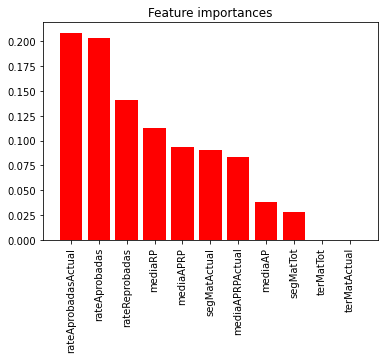 Feature importances
0.200
0.175
0.150
0.125
0.100
0.075
0.050
0.025
0.000
rateAprobadasActual
rateAprobadas
rateReprobadas
mediaRP
mediaAPRP
segMatActual
mediaAPRPActual
mediaAP
segMatTot
terMatTot
terMatActual